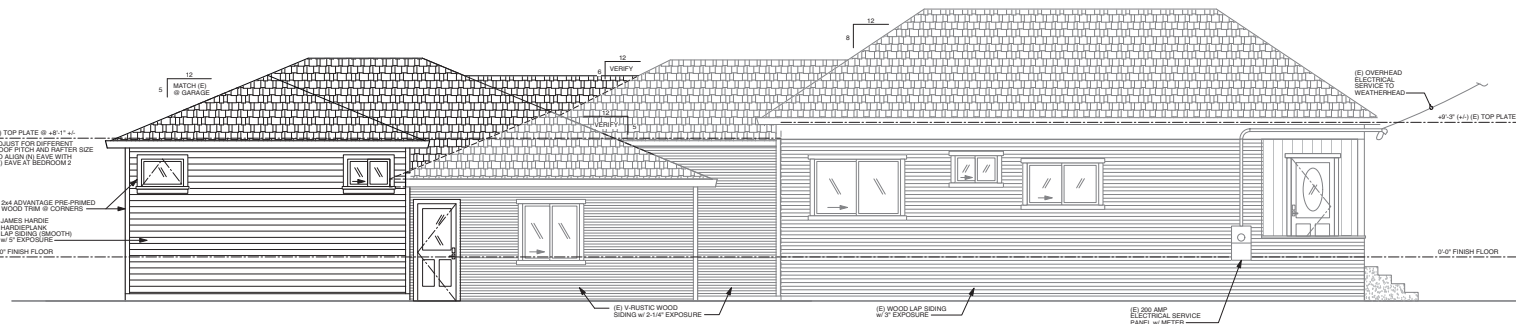 12
5
MATCH (E)
@ GARAGE
TOP PLATE @ +8'-1" +/-
DJUST FOR DIFFERENT
OOF PITCH AND RAFTER SIZE
O ALIGN (N) EAVE WITH
) EAVE AT BEDROOM 2
2x4 ADVANTAGE PRE-PRIMED
WOOD TRIM @ CORNERS
JAMES HARDIE
HARDIEPLANK
LAP SIDING (SMOOTH)
w/ 5" EXPOSURE
0" FINISH FLOOR
12
6
VERIFY
12
VERIFY
5
12
8
(E) OVERHEAD
ELECTRICAL
SERVICE TO
WEATHERHEAD
+9'-3" (+/-) (E) TOP PLATE
0'-0" FINISH FLOOR
(E) V-RUSTIC WOOD
SIDING w/ 2-1/4" EXPOSURE
(E) WOOD LAP SIDING
w/ 3" EXPOSURE
(E) 200 AMP
ELECTRICAL SERVICE
PANEL w/ METER